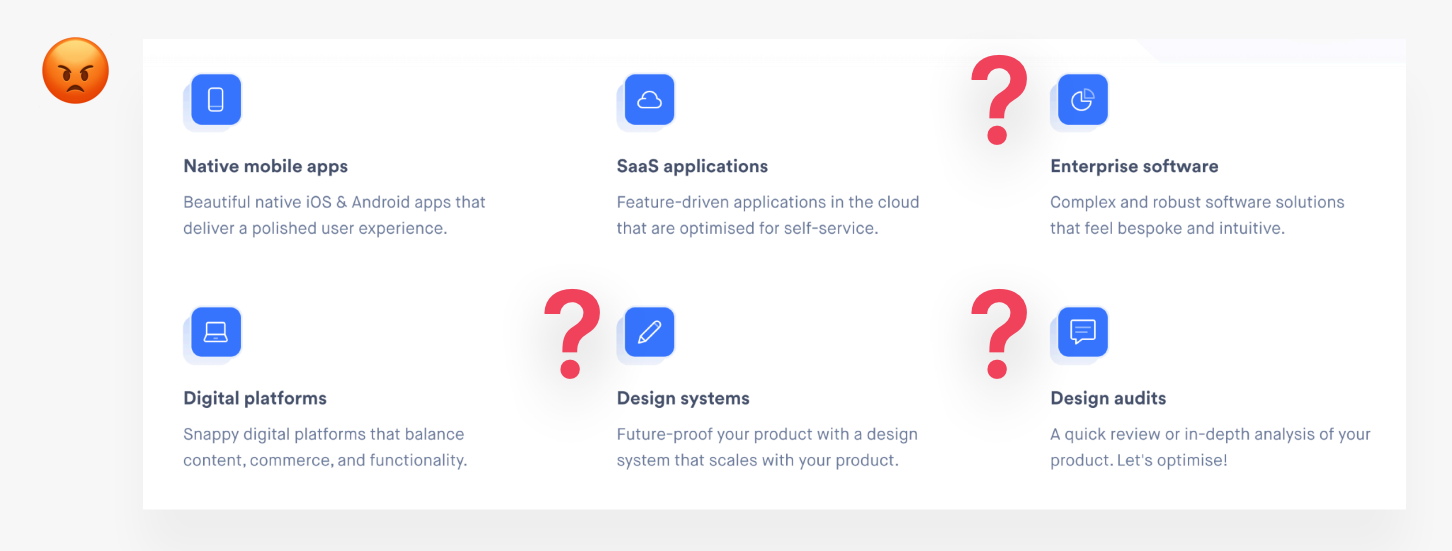 ?
Native mobile apps
Beautiful native iOS & Android apps that
deliver a polished user experience.
SaaS applications
Feature-driven applications in the cloud
that are optimised for self-service.
?
Enterprise software
Complex and robust software solutions
that feel bespoke and intuitive.
Digital platforms
Snappy digital platforms that balance
content, commerce, and functionality.
?
Design systems
Future-proof your product with a design
system that scales with your product.
?
Design audits
A quick review or in-depth analysis of your
product. Let's optimise!